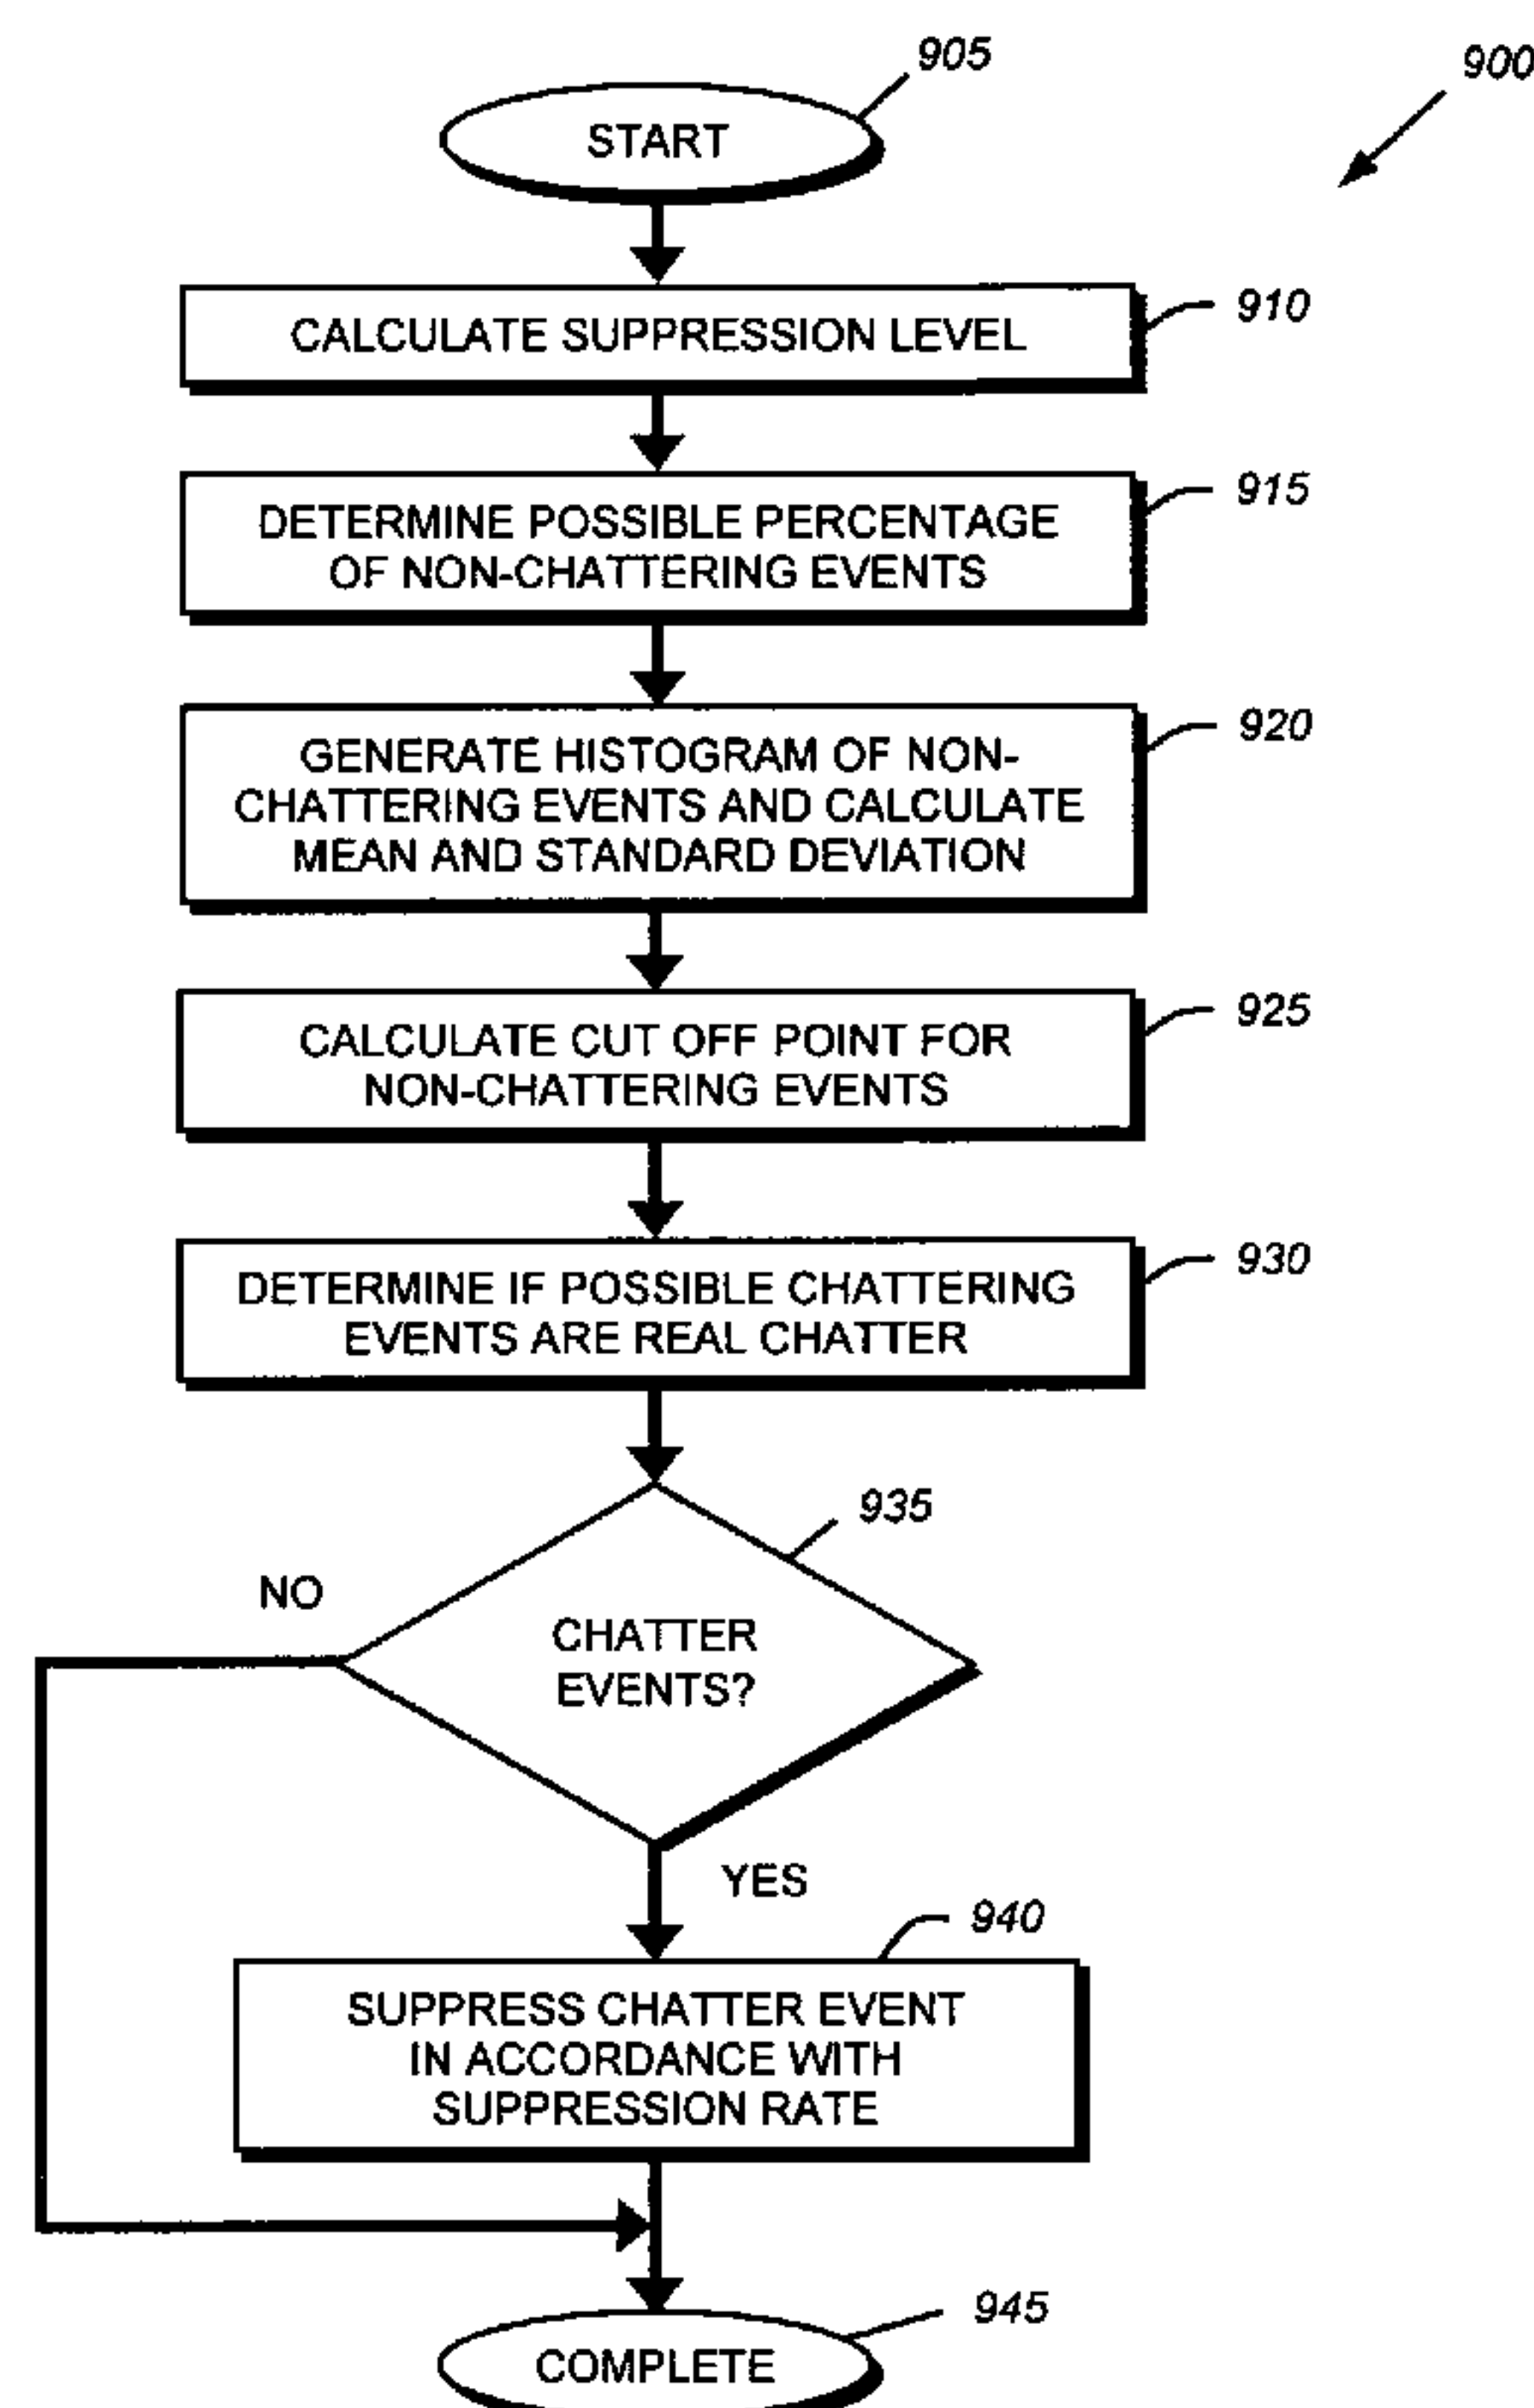 905
900
START
910
CALCULATE SUPPRESSION LEVEL
915
DETERMINE POSSIBLE PERCENTAGE
OF NON-CHATTERING EVENTS
920
GENERATE HISTOGRAM OF NON-
CHATTERING EVENTS AND CALCULATE
MEAN AND STANDARD DEVIATION
925
CALCULATE CUT OFF POINT FOR
NON-CHATTERING EVENTS
930
DETERMINE IF POSSIBLE CHATTERING
EVENTS ARE REAL CHATTER
935
NO
CHATTER
EVENTS?
YES
940
SUPPRESS CHATTER EVENT
IN ACCORDANCE WITH
SUPPRESSION RATE
945
COMPLETE